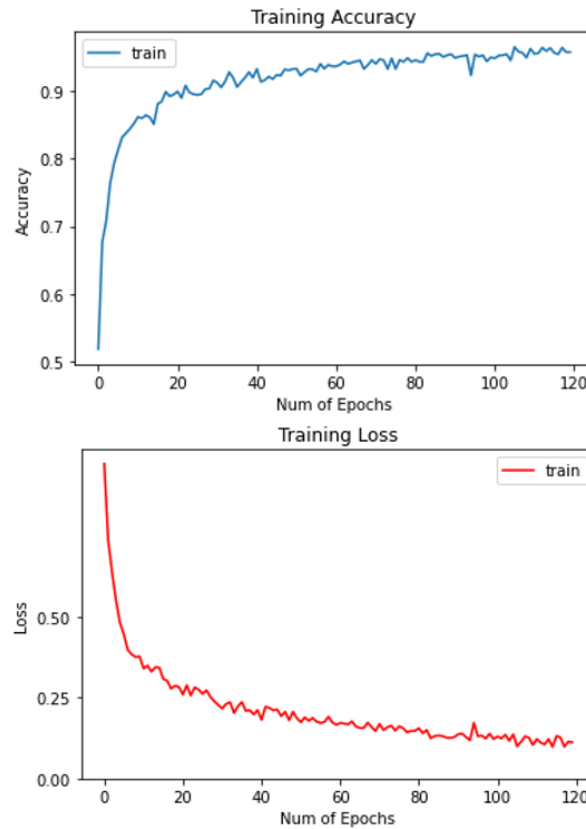 Training Accuracy
train
0.9
0.8
0.7
0.6
0.5
Accuracy
0 20 40 60 80 100 120
Num of Epochs
Training Loss
train
0.50
0.25
0.00
Loss
0 20 40 60 80 100 120
Num of Epochs